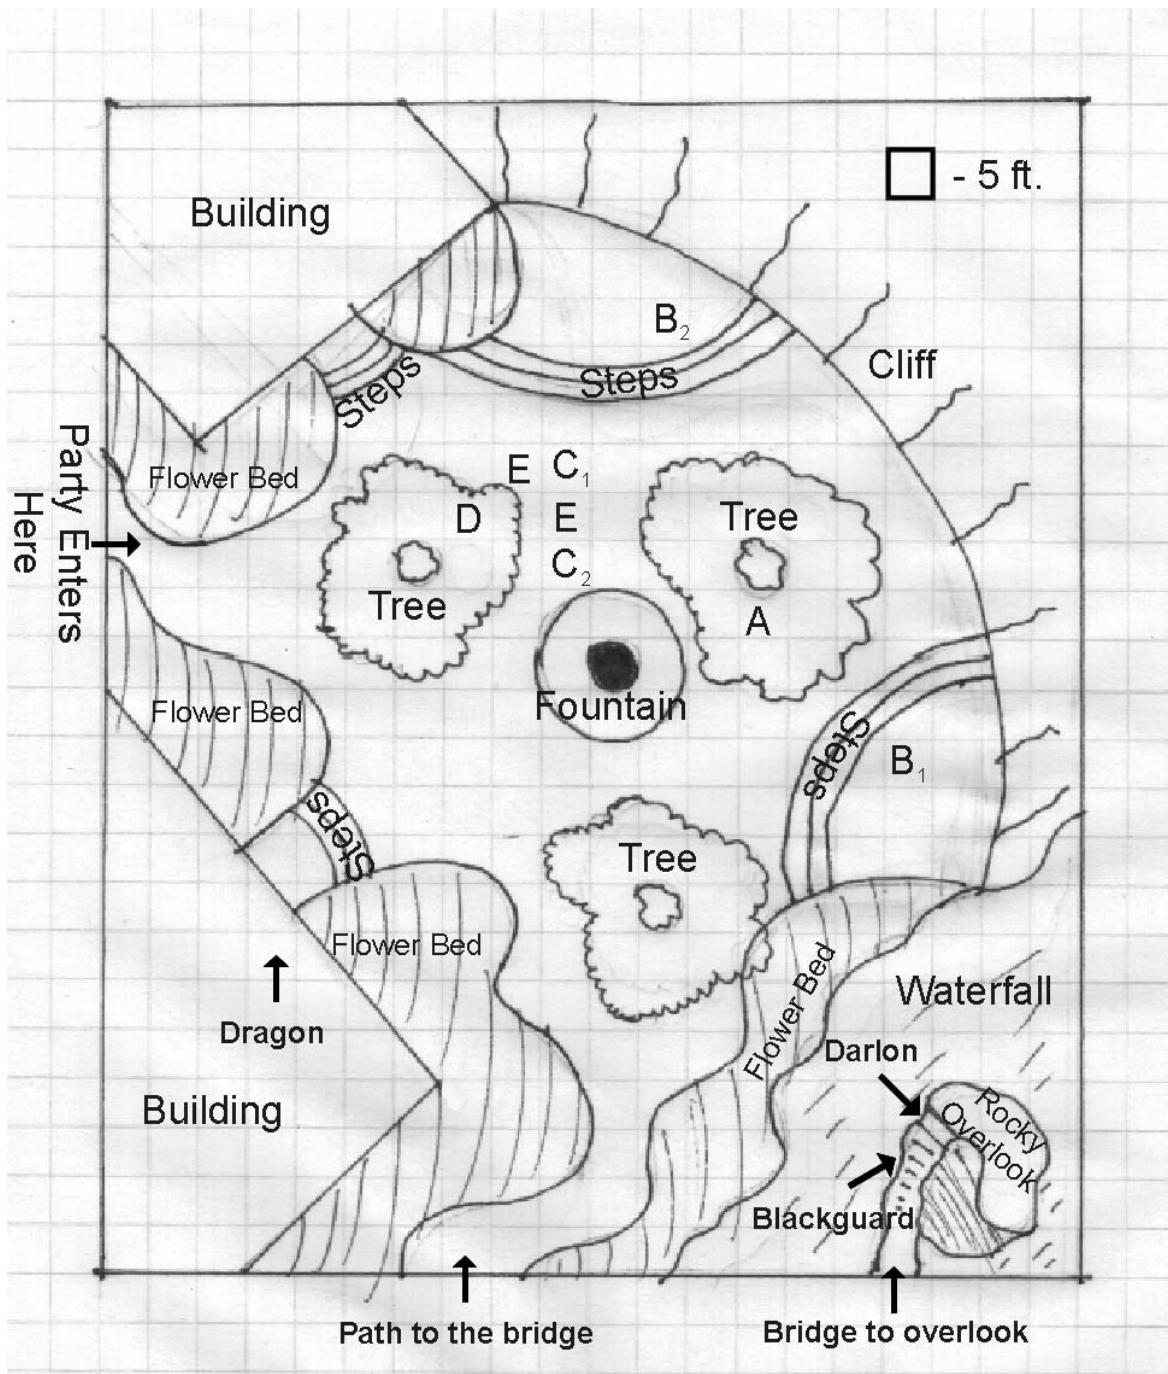 - 5 ft.
Building
B2
Cliff
Steps
Steps
Party Enters
Here
Flower Bed
E
C1
D
E
Tree
C2
Tree
A
Fountain
Flower Bed
Steps
B1
Steps
Tree
Flower Bed
Flower Bed
Waterfall
Dragon
Darlon
Building
Rocky
Overlook
Blackguard
Path to the bridge
Bridge to overlook